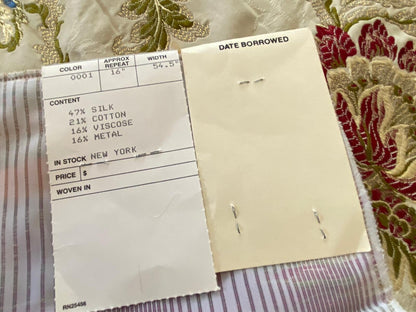 COLOR APPROX REPEAT WIDTH
0001 16" 54.5"
CONTENT
47% SILK
21% COTTON
16% VISCOSE
16% METAL
IN STOCK NEW YORK
PRICE $
WOVEN IN
RN25456
DATE BORROWED